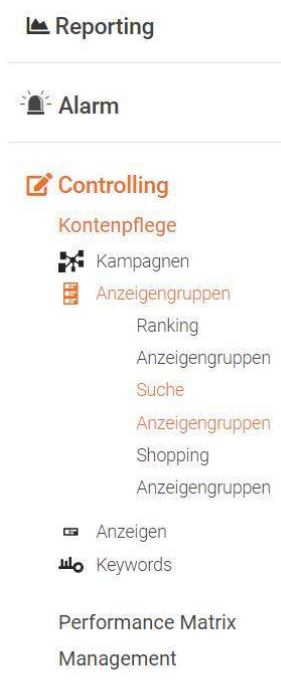 Reporting
Alarm
Controlling
Kontenpflege
Kampagnen
Anzeigengruppen
Ranking
Anzeigengruppen
Suche
Anzeigengruppen
Shopping
Anzeigengruppen
Anzeigen
Keywords
Performance Matrix
Management